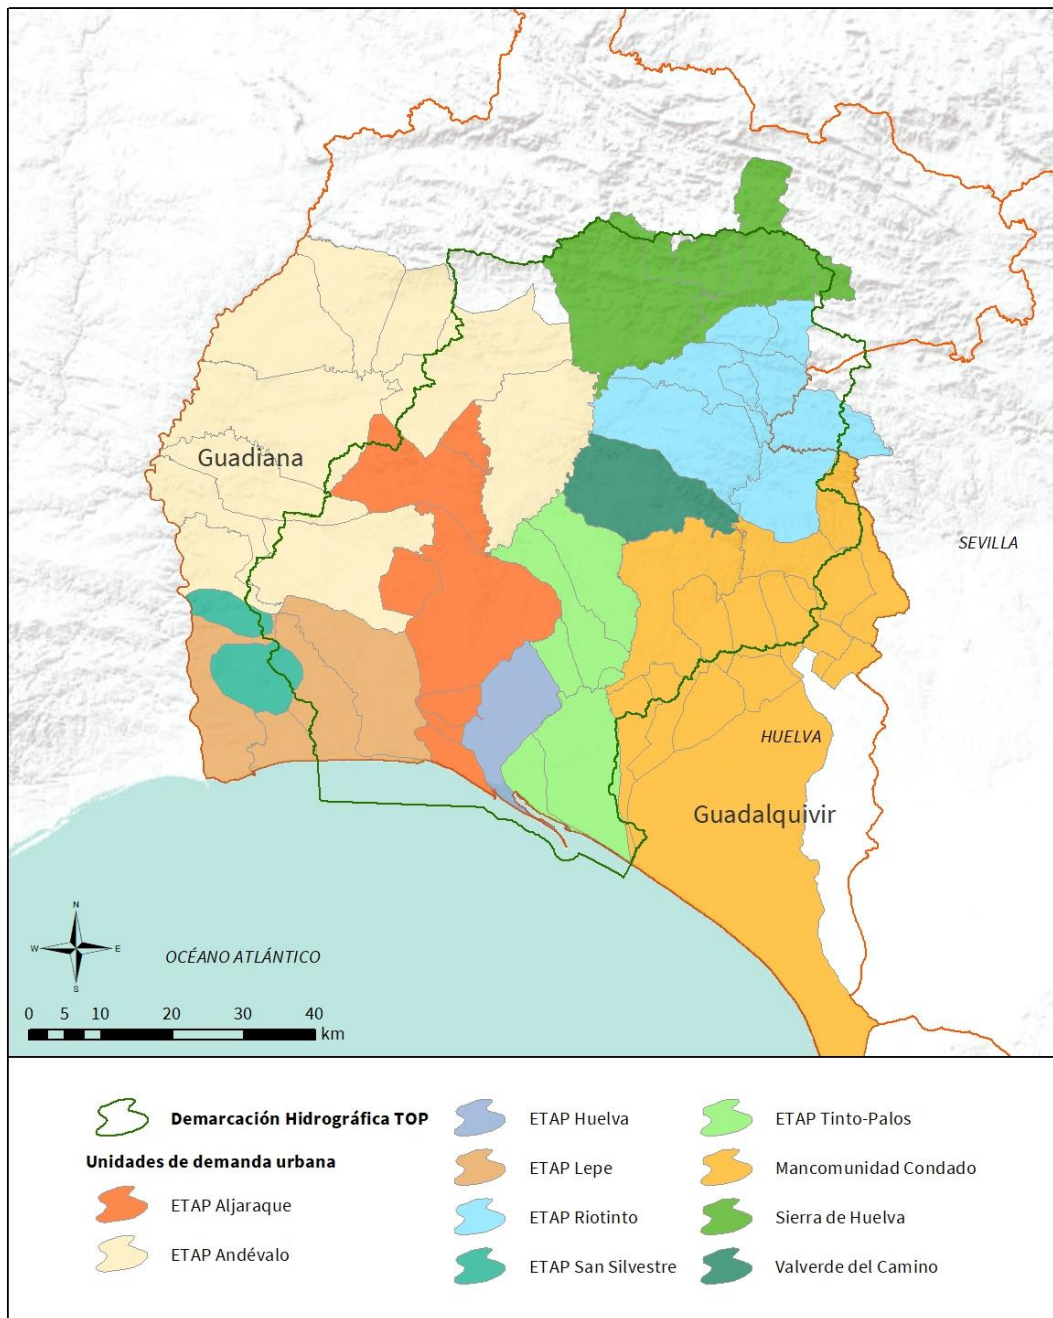 Guadiana
SEVILLA
HUELVA
Guadalquivir
N
W E
S
OCÉANO ATLÁNTICO
0 5 10 20 30 40
km
Demarcación Hidrográfica TOP
Unidades de demanda urbana
ETAP Aljaraque
ETAP Andévalo
ETAP Huelva
ETAP Lepe
ETAP Riotinto
ETAP San Silvestre
ETAP Tinto-Palos
Mancomunidad Condado
Sierra de Huelva
Valverde del Camino